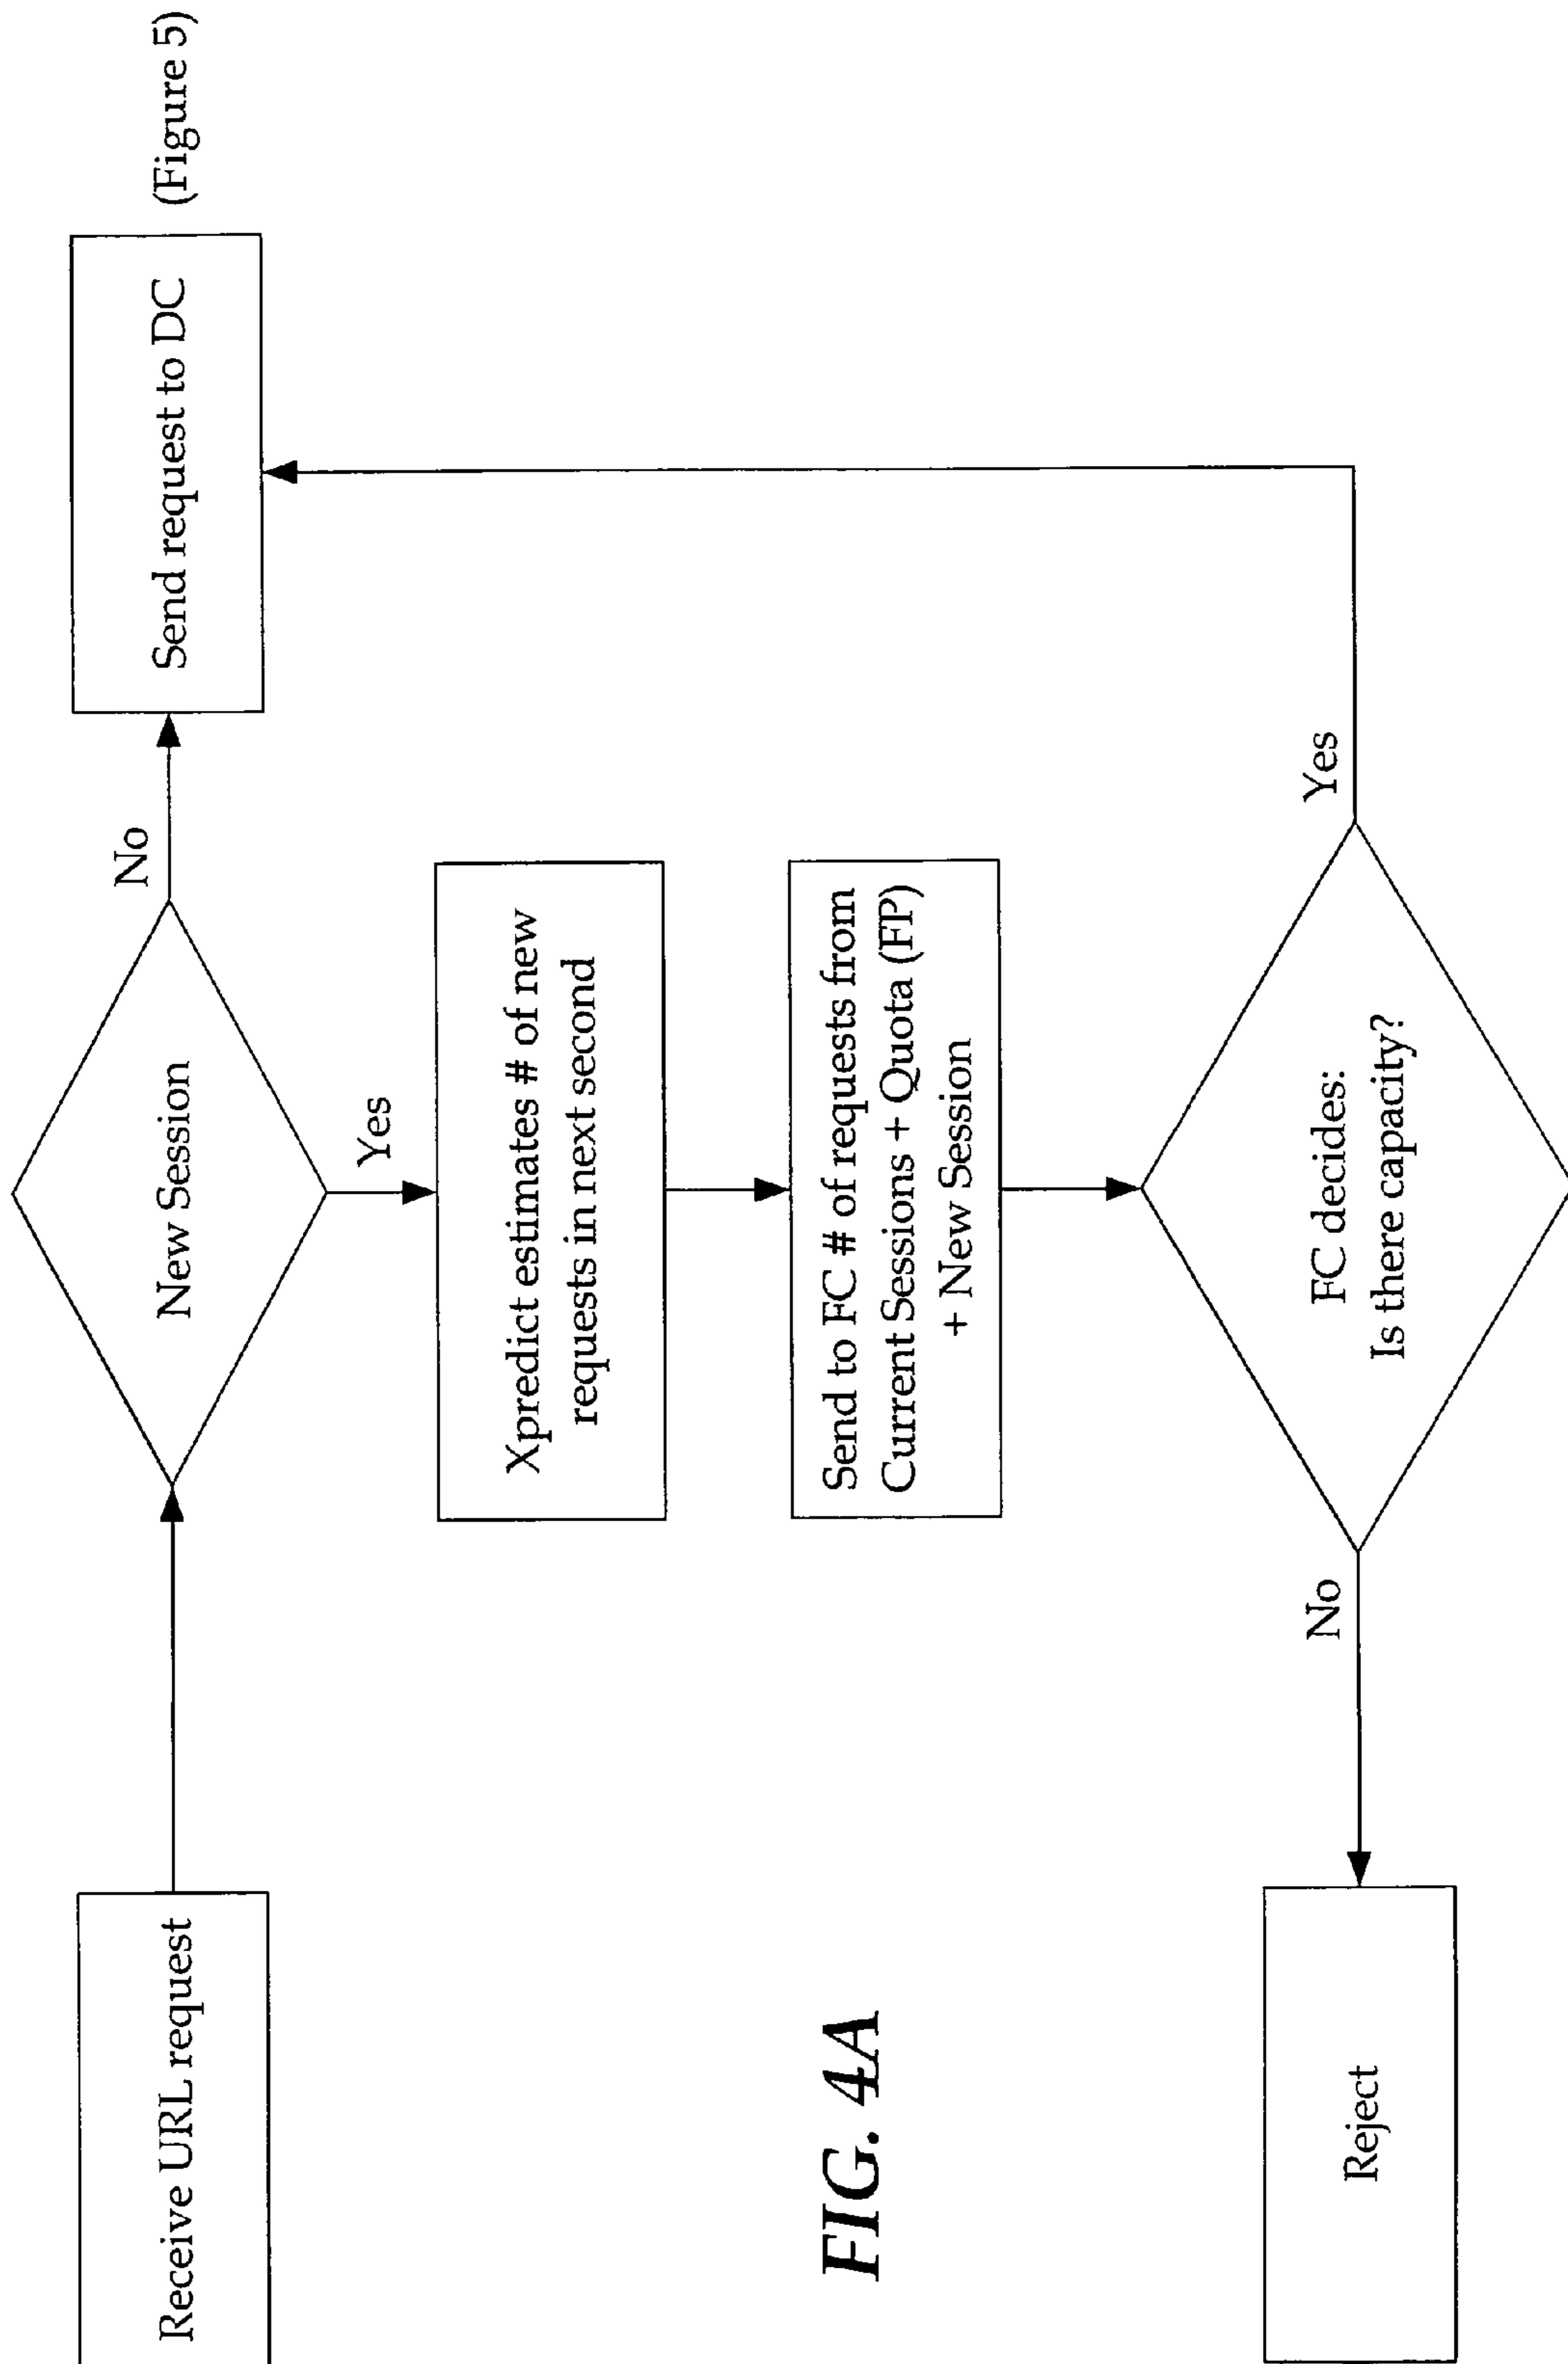 Receive URL request
New Session
No
Send request to DC
(Figure 5)
Yes
Xpredict estimates # of new
requests in next second
Send to FC # of requests from
Current Sessions + Quota (FP)
+ New Session
FC decides:
Is there capacity?
Yes
No
Reject
FIG. 4A